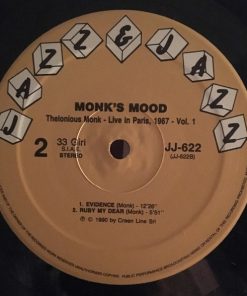 JAZZ & JAZZ
MONK'S MOOD
Thelonious Monk - Live in Paris, 1967 - Vol. 1
2
33 Giri
S.I.A.E.
STEREO
JJ-622
(JJ-622B)
1. EVIDENCE (Monk) - 12'26"
2. RUBY MY DEAR (Monk) - 5'51"
© 1990 by Green Line Srl